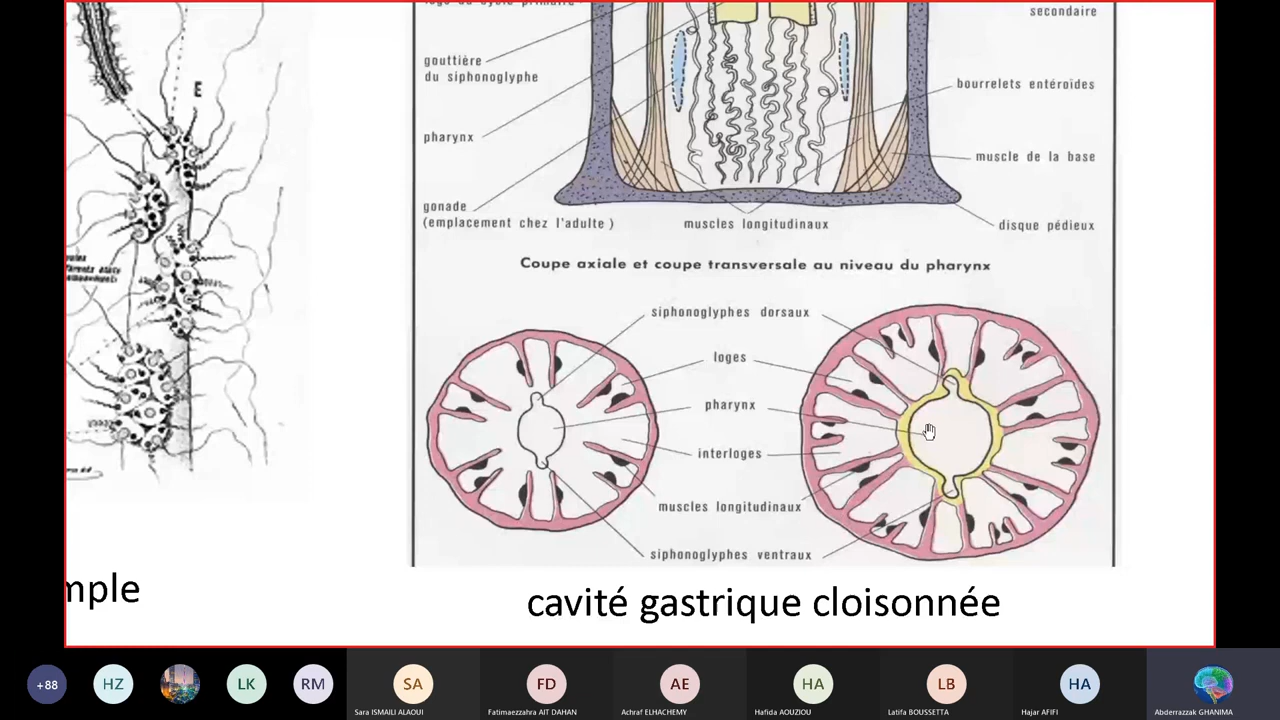 secondaire
gouttière
du siphonoglyphe
bourrelets entéroïdes
pharynx
muscle de la base
gonade
(emplacement chez l'adulte )
muscles longitudinaux
disque pédieux
E
Coupe axiale et coupe transversale au niveau du pharynx
siphonoglyphes dorsaux
loges
pharynx
interloges
muscles longitudinaux
siphonoglyphes ventraux
mple
cavité gastrique cloisonnée
+88
HZ
LK
RM
SA
FD
AE
HA
LB
HA
Sara ISMAILI ALAOUI
Fatimaezzahra AIT DAHAN
Achraf ELHACHEMY
Hafida AOUZIOU
Latifa BOUSSETTA
Hajar AFIFI
Abderrazzak GHANIMA